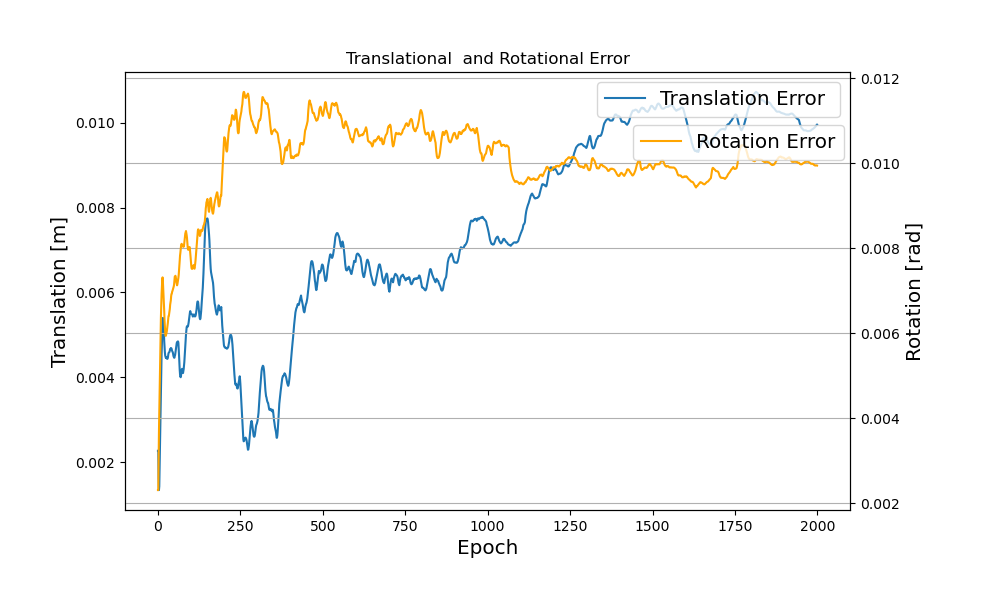 Translational  and Rotational Error
Translation [m]
0.010
0.008
0.006
0.004
0.002
Translation Error
Rotation Error
0.012
0.010
0.008
0.006
0.004
0.002
Rotation [rad]
0 250 500 750 1000 1250 1500 1750 2000
Epoch